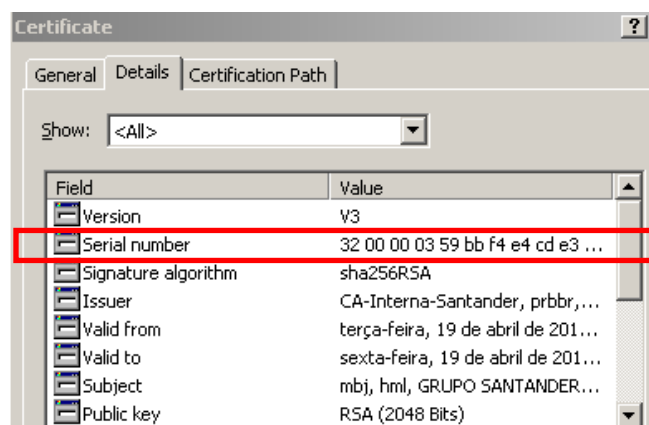 Certificate ?
General Details Certification Path
Show: <All>
Field Value
Version V3
Serial number 32 00 00 03 59 bb f4 e4 cd e3 ...
Signature algorithm sha256RSA
Issuer CA-Interna-Santander, prbbr,...
Valid from terça-feira, 19 de abril de 201...
Valid to sexta-feira, 19 de abril de 201...
Subject mbj, hml, GRUPO SANTANDER...
Public key RSA (2048 Bits)